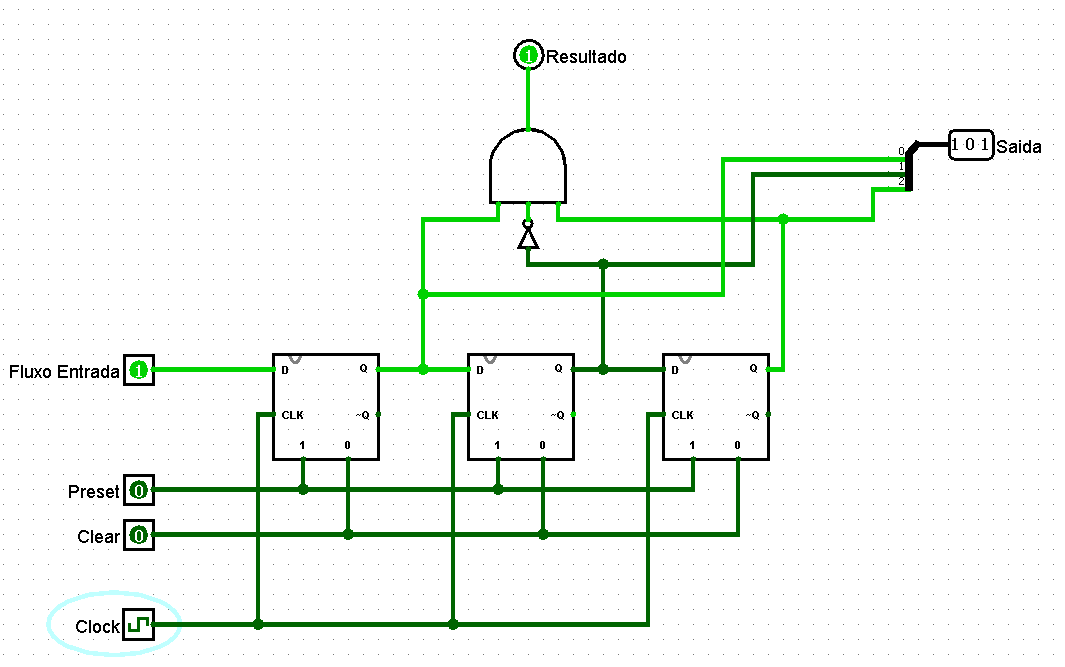 1 Resultado
0
1
2
1 0 1 Saida
Fluxo Entrada 1
D Q
CLK ~Q
1 0
D Q
CLK ~Q
1 0
D Q
CLK ~Q
1 0
Preset 0
Clear 0
Clock